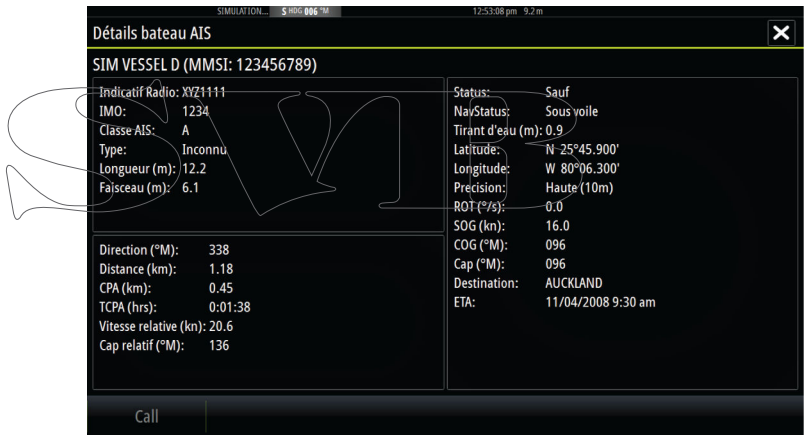 SIMULATION... S HDG 006 °M 12:53:08 pm 9.2 m
Détails bateau AIS
SIM VESSEL D (MMSI: 123456789)
Indicatif Radio: XYZ1111
IMO: 1234
Classe AIS: A
Type: Inconnu
Longueur (m): 12.2
Faisceau (m): 6.1
Direction (°M): 338
Distance (km): 1.18
CPA (km): 0.45
TCPA (hrs): 0:01:38
Vitesse relative (kn): 20.6
Cap relatif (°M): 136
Status: Sauf
NavStatus: Sous voile
Tirant d'eau (m): 0.9
Latitude: N 25°45.900'
Longitude: W 80°06.300'
Precision: Haute (10m)
ROT (°/s): 0.0
SOG (kn): 16.0
COG (°M): 096
Cap (°M): 096
Destination: AUCKLAND
ETA: 11/04/2008 9:30 am
Call
SVnB